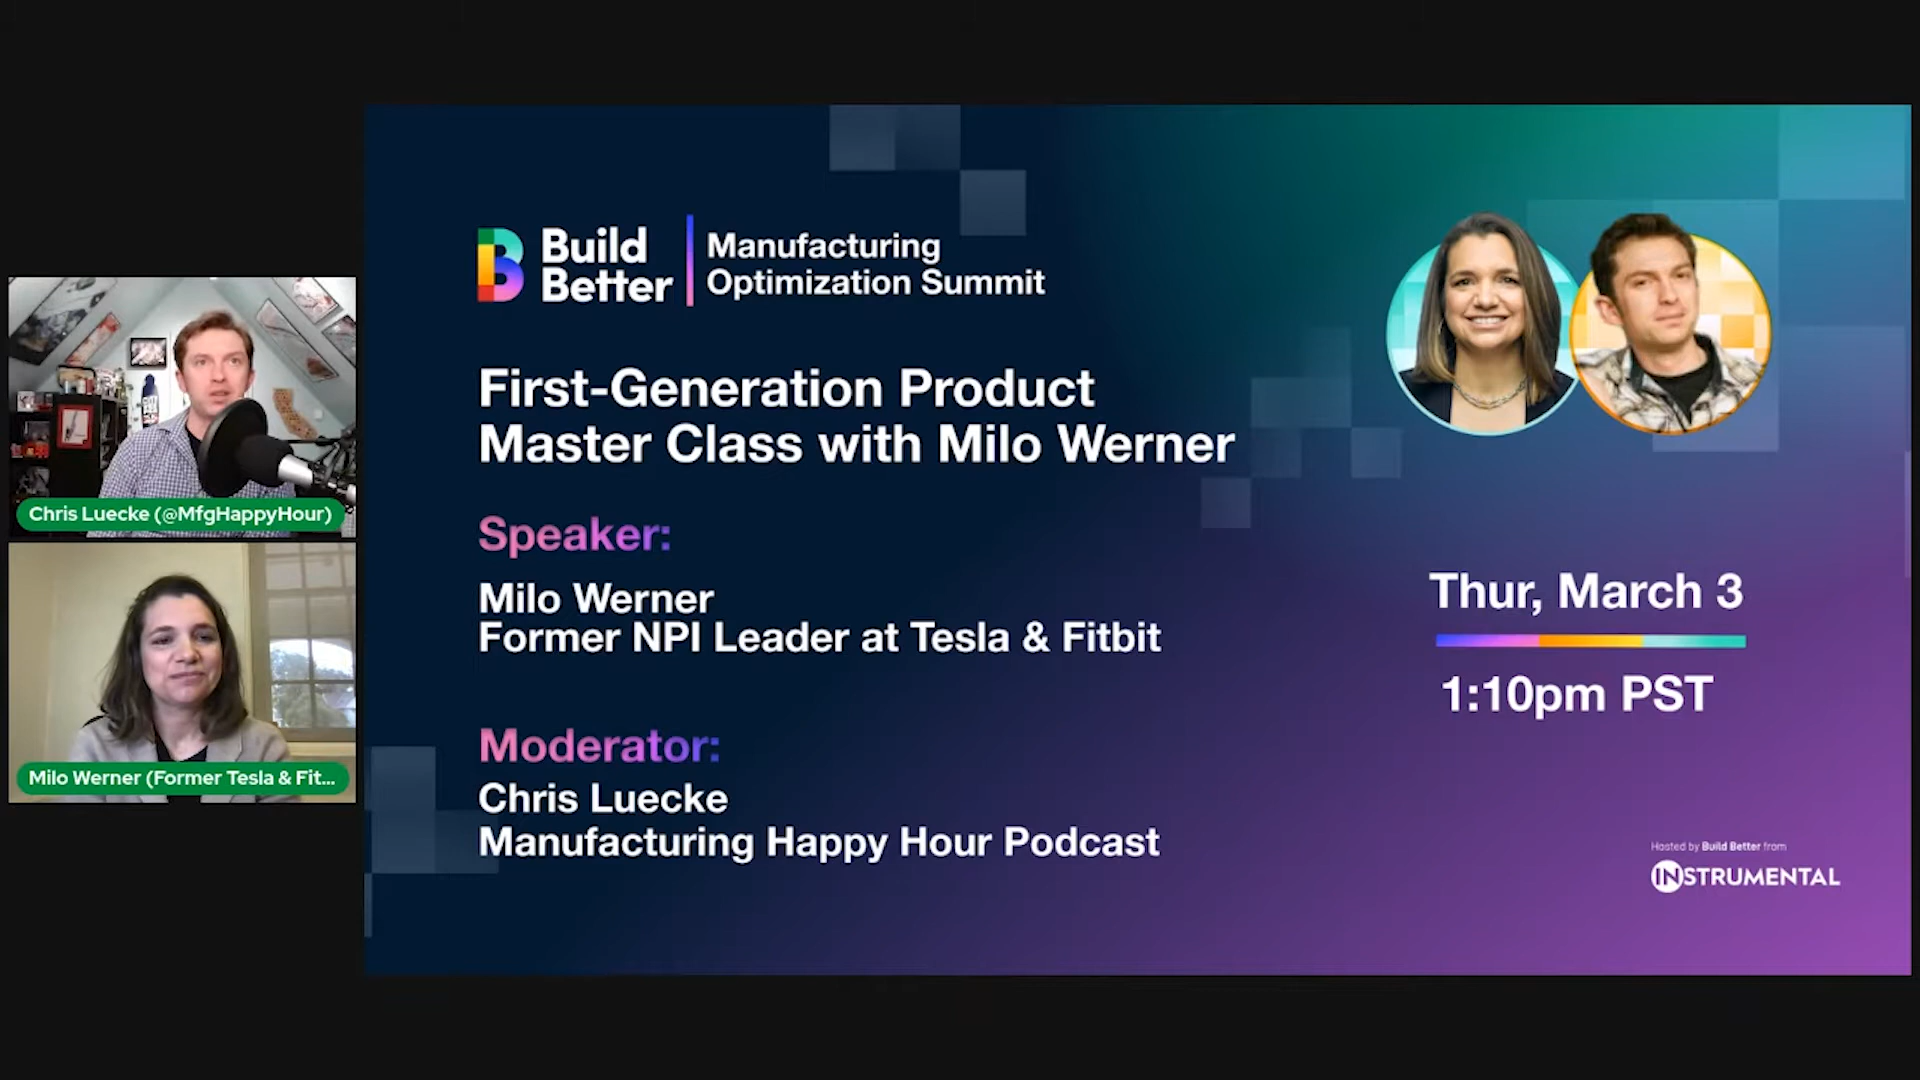 Build
Better
Manufacturing
Optimization Summit
First-Generation Product
Master Class with Milo Werner
Speaker:
Milo Werner
Former NPI Leader at Tesla & Fitbit
Moderator:
Chris Luecke
Manufacturing Happy Hour Podcast
Thur, March 3
1:10pm PST
Hosted by Build Better from
INSTRUMENTAL
Chris Luecke (@MfgHappyHour)
Milo Werner (Former Tesla & Fit...